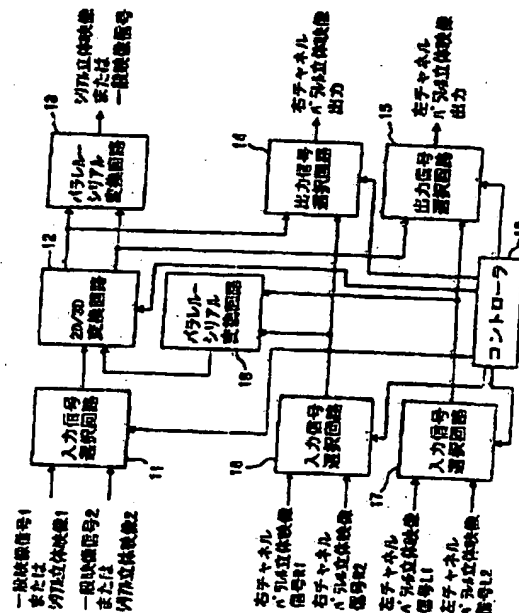 一般映像信号1
または
シリアル立体映像1
一般映像信号2
または
シリアル立体映像2
11
入力信号
選択回路
12
2D/3D
変換回路
13
パラレルー
シリアル
変換回路
シリアル立体映像
または
一般映像信号
パラレルー
シリアル
変換回路
18
14
出力信号
選択回路
右チャネル
パラレル立体映像
出力
右チャネル
パラレル立体映像
信号R1
右チャネル
パラレル立体映像
信号R2
16
入力信号
選択回路
15
出力信号
選択回路
左チャネル
パラレル立体映像
出力
左チャネル
パラレル立体映像
信号L1
左チャネル
パラレル立体映像
信号L2
17
入力信号
選択回路
コントローラ